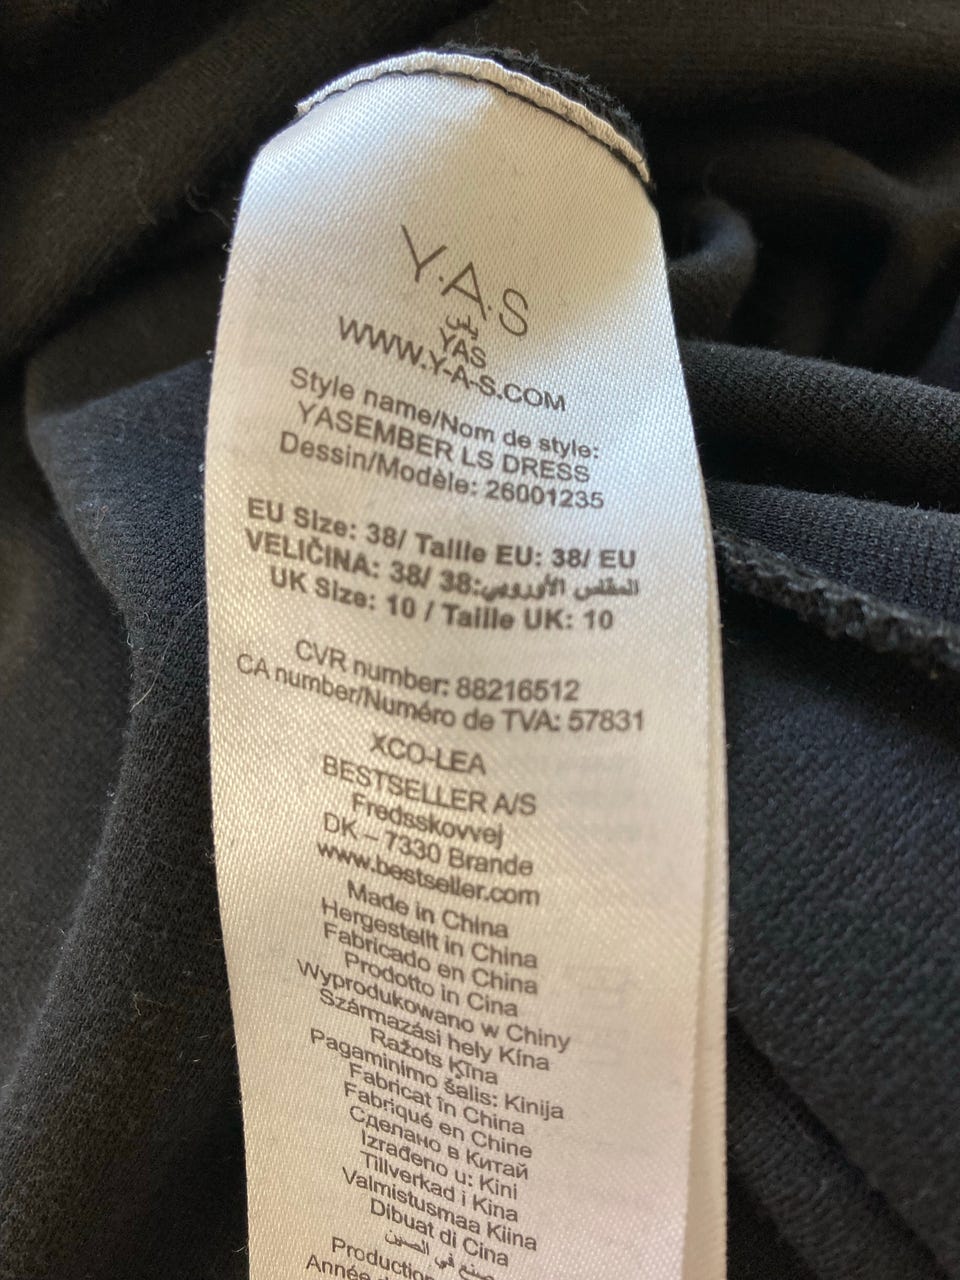 Y.A.S
يس
YAS
WWW.Y-A-S.COM
Style name/Nom de style:
YASEMBER LS DRESS
Dessin/Modèle: 26001235
EU Size: 38/ Taille EU: 38/ EU
VELIČINA: 38/ 38:المقاس الأوروبي
UK Size: 10 / Taille UK: 10
CVR number: 88216512
CA number/Numéro de TVA: 57831
XCO-LEA
BESTSELLER A/S
Fredsskovvej
DK – 7330 Brande
www.bestseller.com
Made in China
Hergestellt in China
Fabricado en China
Prodotto in Cina
Wyprodukowano w Chiny
Származási hely Kína
Ražots Ķīna
Pagaminimo šalis: Kinija
Fabricat în China
Fabriqué en Chine
Сделано в Китай
Izrađeno u: Kini
Tillverkad i Kina
Valmistusmaa Kiina
Dibuat di Cina
صنع في الصين
Production
Année